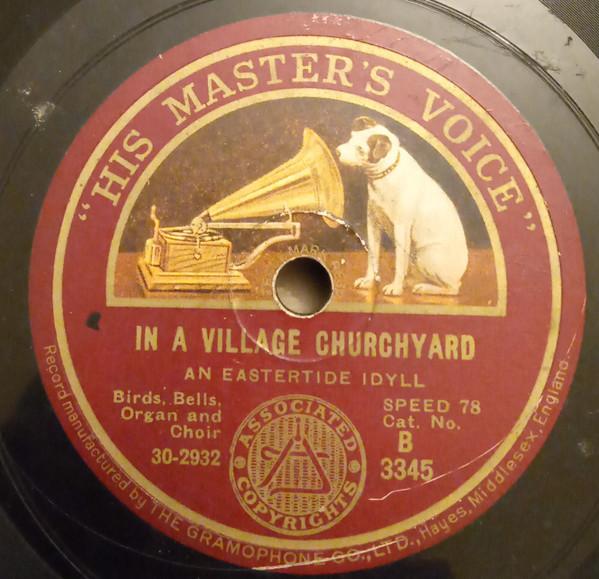 "HIS MASTER'S VOICE"
MARK
IN A VILLAGE CHURCHYARD
AN EASTERTIDE IDYLL
Birds, Bells,
Organ and
Choir
30-2932
SPEED 78
Cat. No.
B
3345
ASSOCIATED
COPYRIGHTS
Record manufactured by THE GRAMOPHONE CO., LTD., Hayes, Middlesex, England.